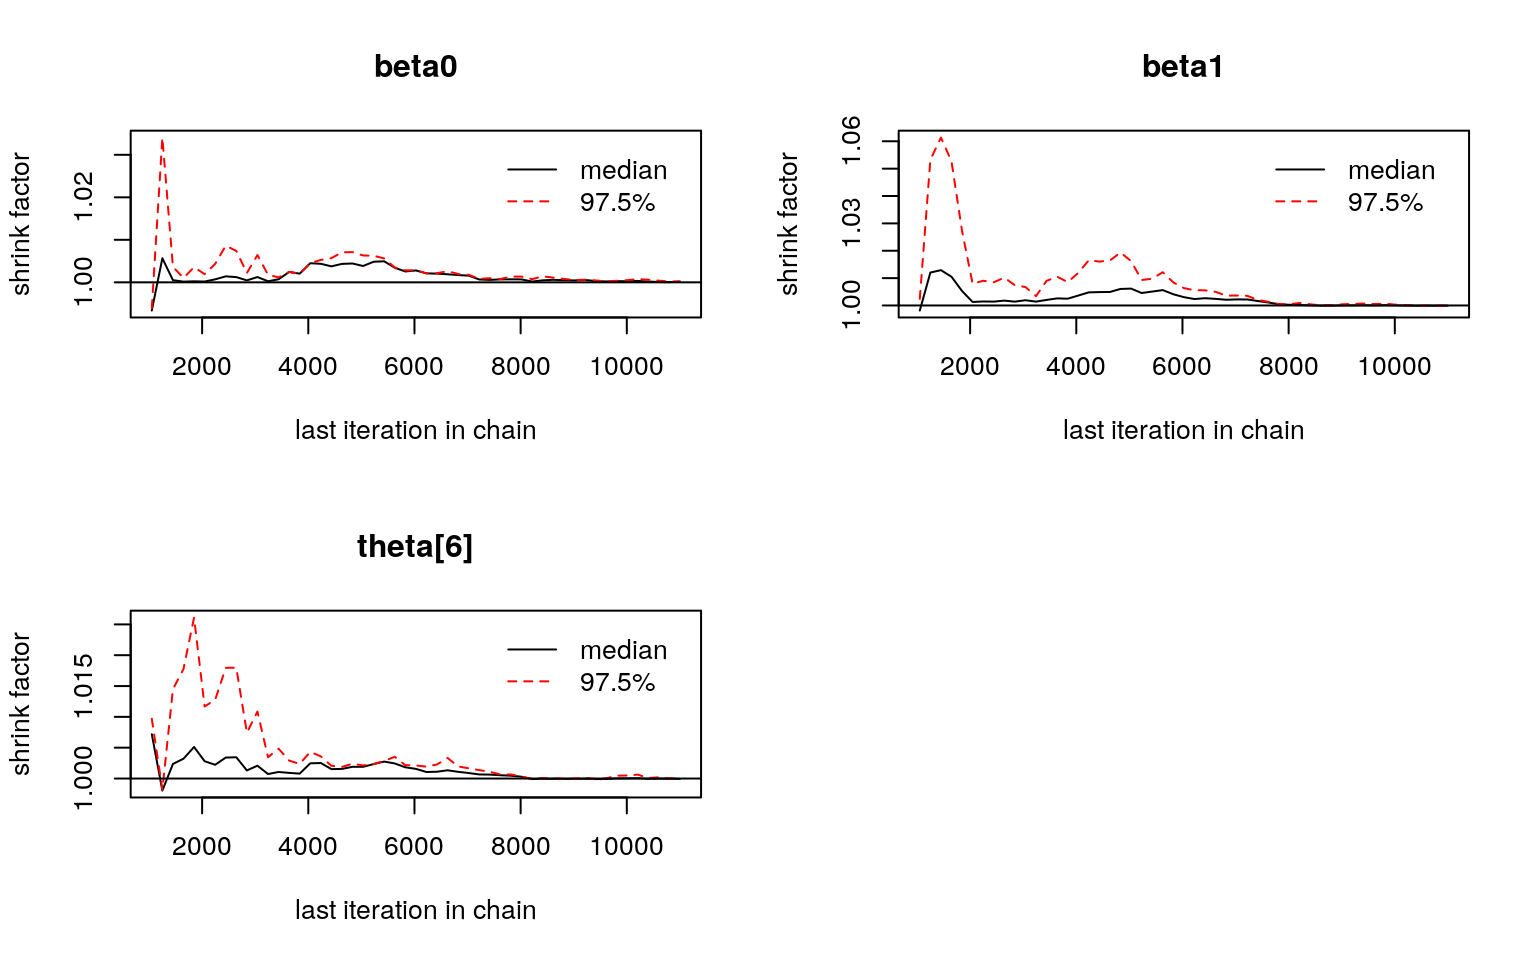 beta0
shrink factor
1.00
1.02
median
97.5%
2000 4000 6000 8000 10000
last iteration in chain
beta1
shrink factor
1.00
1.03
1.06
median
97.5%
2000 4000 6000 8000 10000
last iteration in chain
theta[6]
shrink factor
1.000
1.015
median
97.5%
2000 4000 6000 8000 10000
last iteration in chain